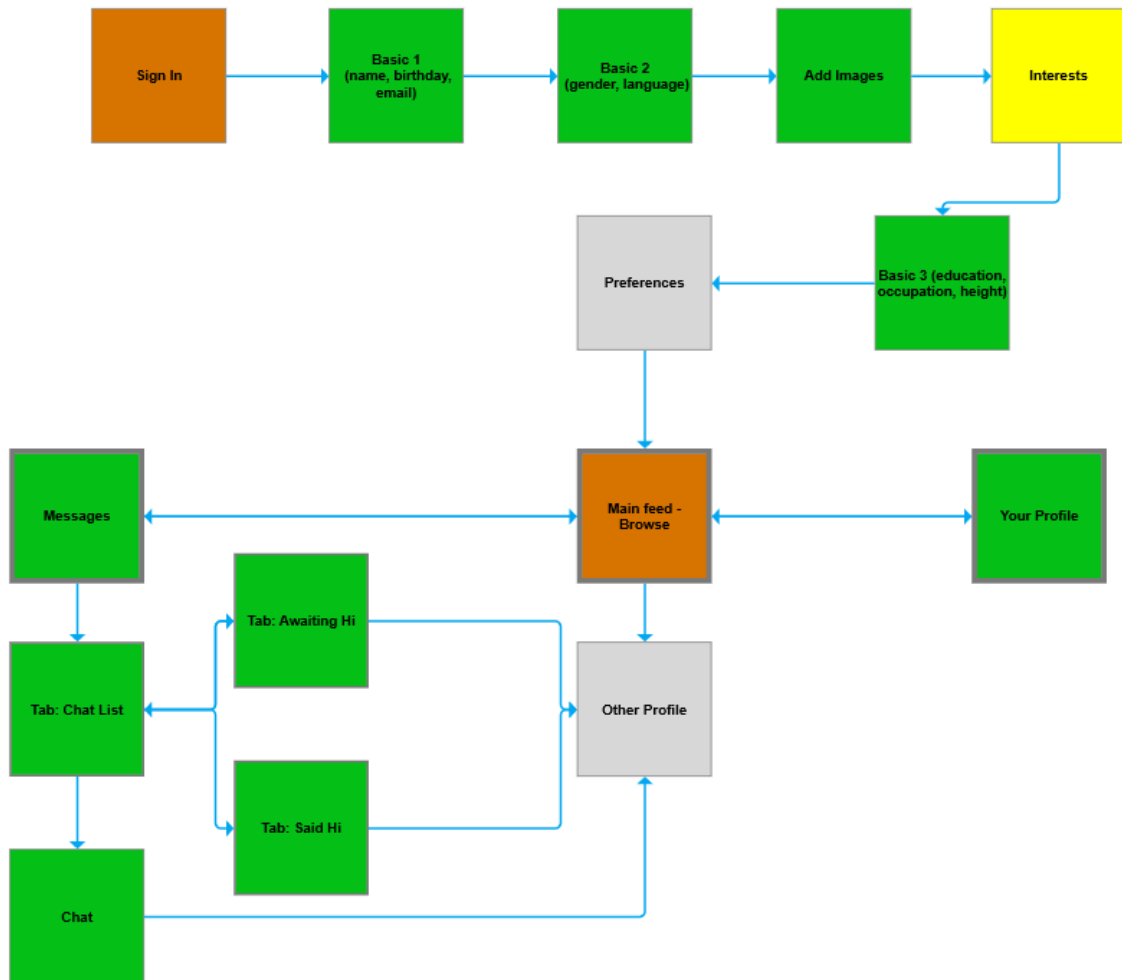 Sign In
Basic 1
(name, birthday,
email)
Basic 2
(gender, language)
Add Images
Interests
Preferences
Basic 3 (education,
occupation, height)
Messages
Main feed -
Browse
Your Profile
Tab: Awaiting Hi
Tab: Chat List
Other Profile
Tab: Said Hi
Chat